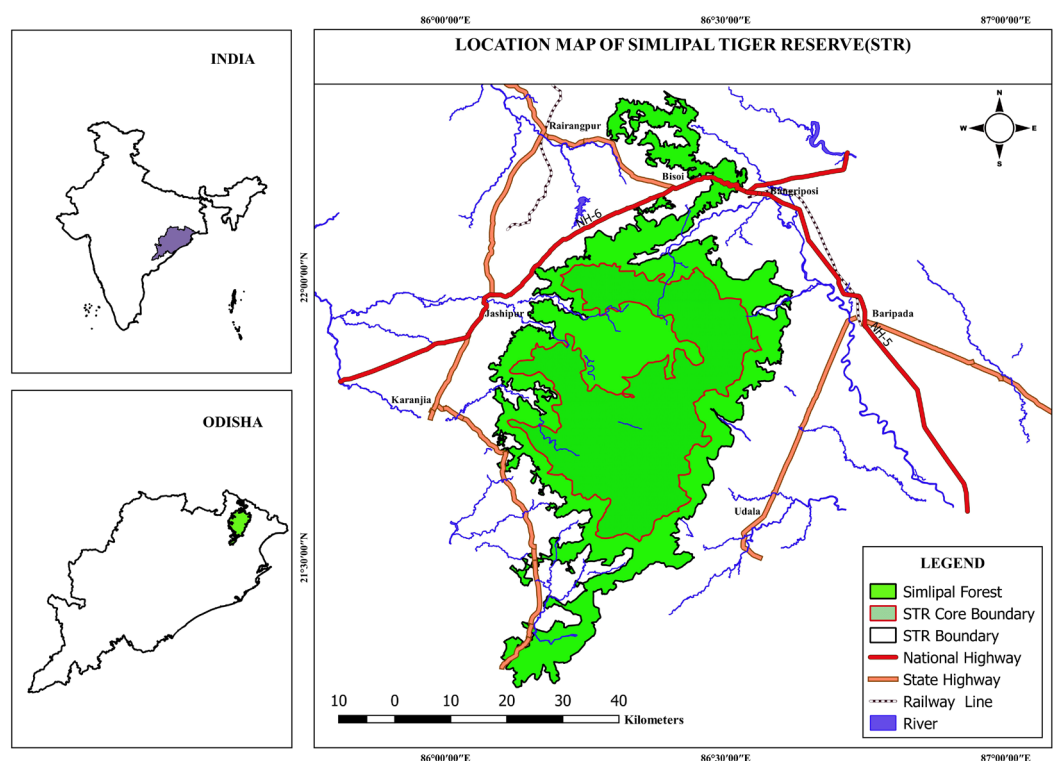 86°00'00"E
86°30'00"E
87°00'00"E
INDIA
LOCATION MAP OF SIMLIPAL TIGER RESERVE(STR)
N
W
E
S
Rairangpur
Bisoi
Bangriposi
NH-6
22°00'00"N
Jashipur
Baripada
NH-5
Karanjia
ODISHA
Udala
21°30'00"N
LEGEND
Simlipal Forest
STR Core Boundary
STR Boundary
National Highway
State Highway
Railway Line
River
10 0 10 20 30 40
Kilometers
86°00'00"E
86°30'00"E
87°00'00"E